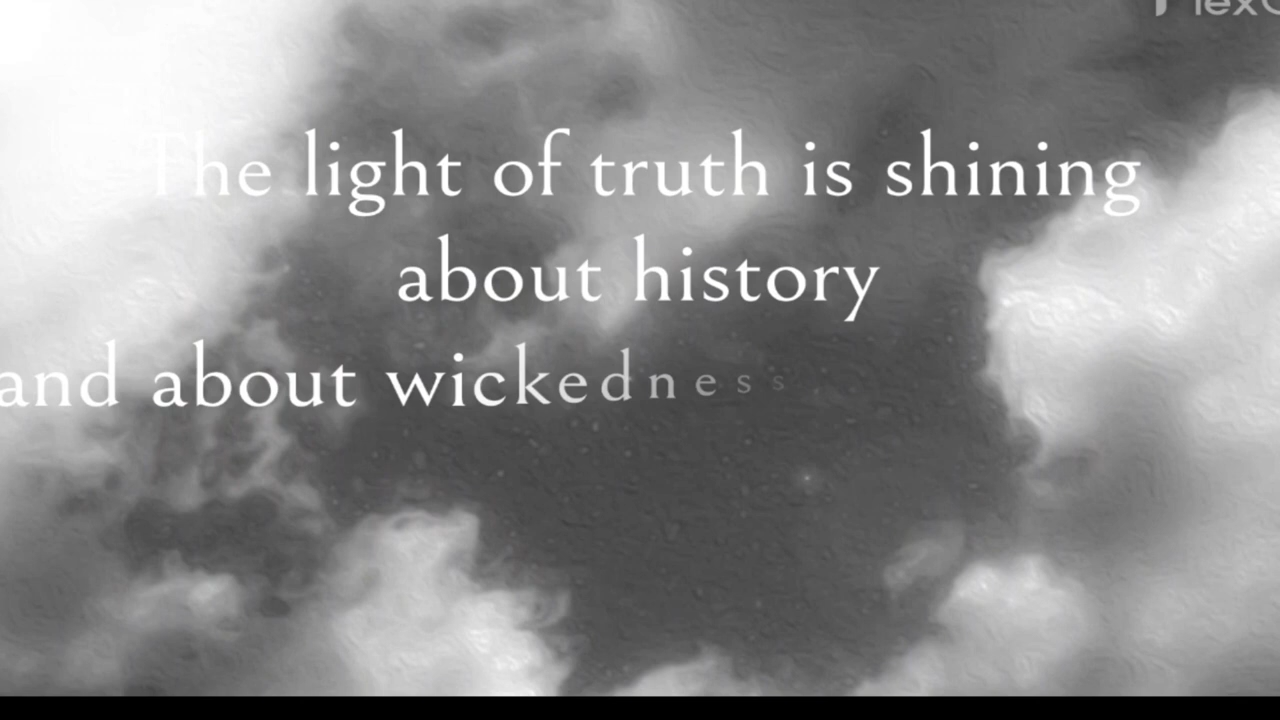 The light of truth is shining
about history
and about wickedness